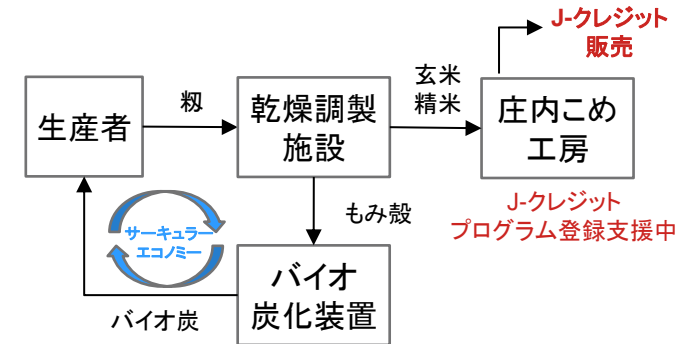 J-クレジット
販売
玄米
精米
籾
生産者
乾燥調製
施設
庄内こめ
工房
もみ殻
J-クレジット
プログラム登録支援中
サーキュラー
エコノミー
バイオ
炭化装置
バイオ炭